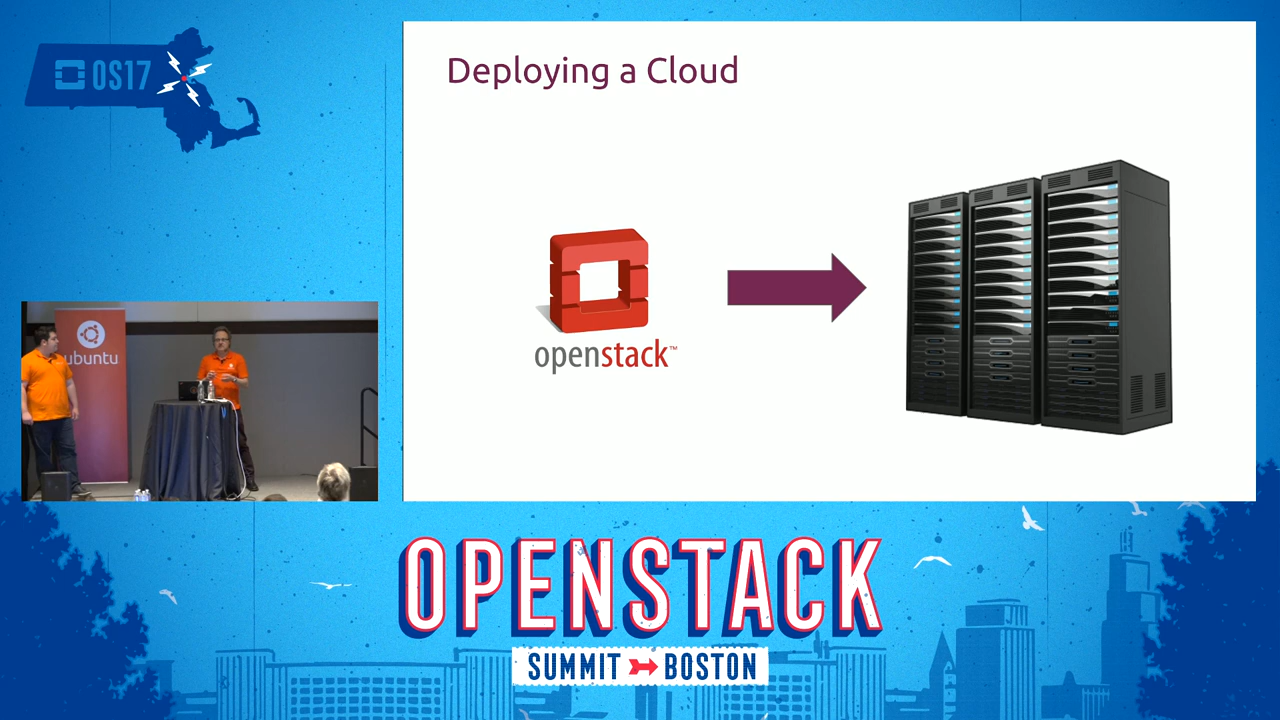 OS17
Deploying a Cloud
openstack™
ubuntu
OPENSTACK
SUMMIT BOSTON